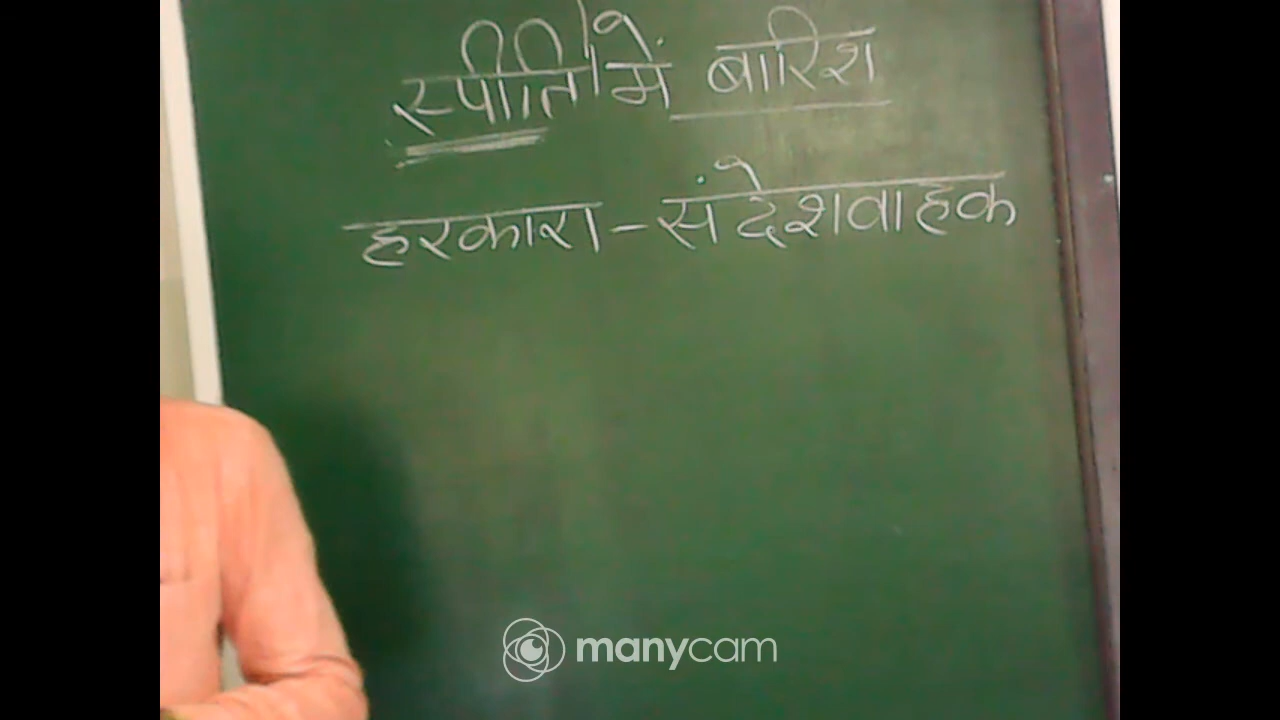 स्पीति में बारिश
हरकारा - संदेशवाहक
manycam